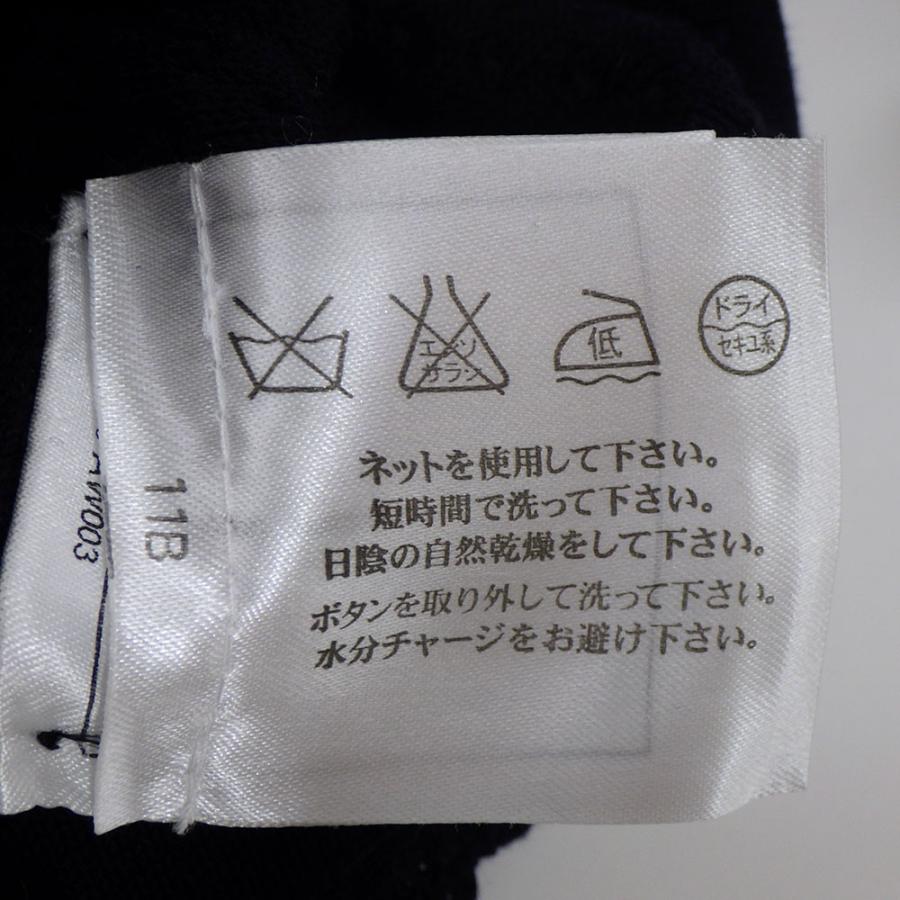 エンソ
サラシ
低
ドライ
セキユ系
ネットを使用して下さい。
短時間で洗って下さい。
日陰の自然乾燥をして下さい。
ボタンを取り外して洗って下さい。
水分チャージをお避け下さい。
11B
W003